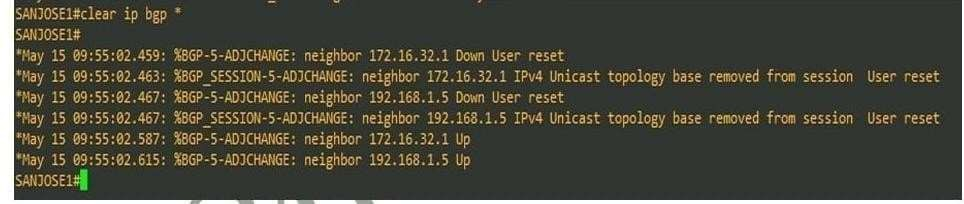 SANJOSE1#clear ip bgp *
SANJOSE1#
*May 15 09:55:02.459: %BGP-5-ADJCHANGE: neighbor 172.16.32.1 Down User reset
*May 15 09:55:02.463: %BGP_SESSION-5-ADJCHANGE: neighbor 172.16.32.1 IPv4 Unicast topology base removed from session  User reset
*May 15 09:55:02.467: %BGP-5-ADJCHANGE: neighbor 192.168.1.5 Down User reset
*May 15 09:55:02.467: %BGP_SESSION-5-ADJCHANGE: neighbor 192.168.1.5 IPv4 Unicast topology base removed from session  User reset
*May 15 09:55:02.587: %BGP-5-ADJCHANGE: neighbor 172.16.32.1 Up
*May 15 09:55:02.615: %BGP-5-ADJCHANGE: neighbor 192.168.1.5 Up
SANJOSE1#